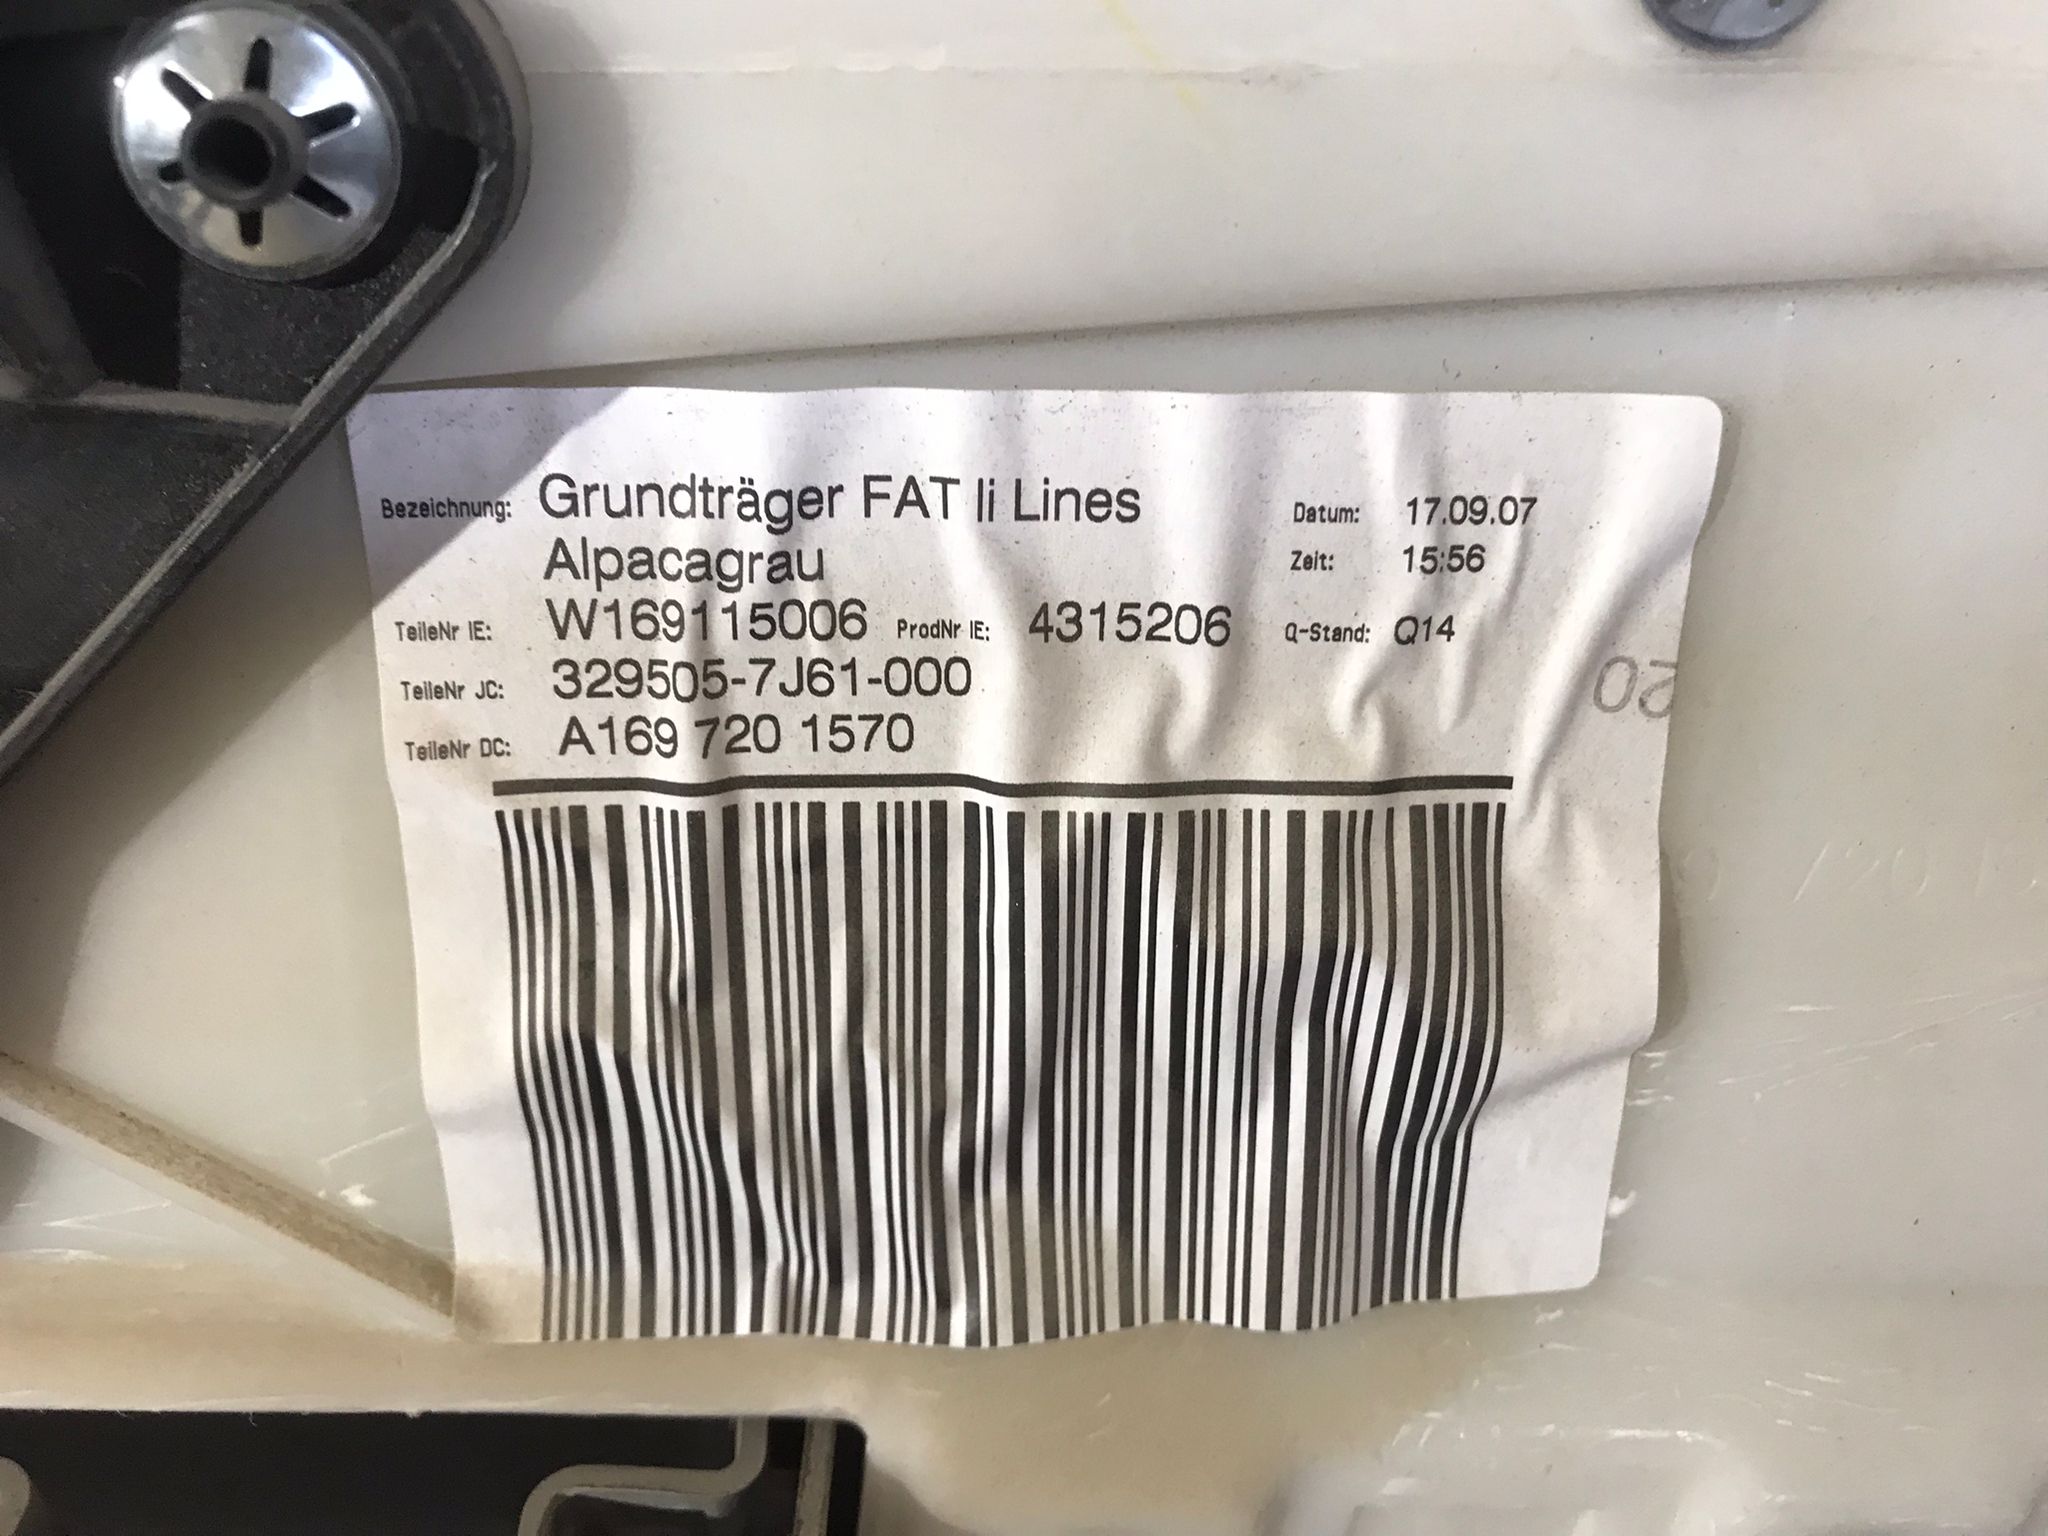 Bezeichnung: Grundträger FAT li Lines Datum: 17.09.07
Alpacagrau Zeit: 15:56
TeileNr IE: W169115006 ProdNr IE: 4315206 Q-Stand: Q14
TeileNr JC: 329505-7J61-000
20
TeileNr DC: A169 720 1570